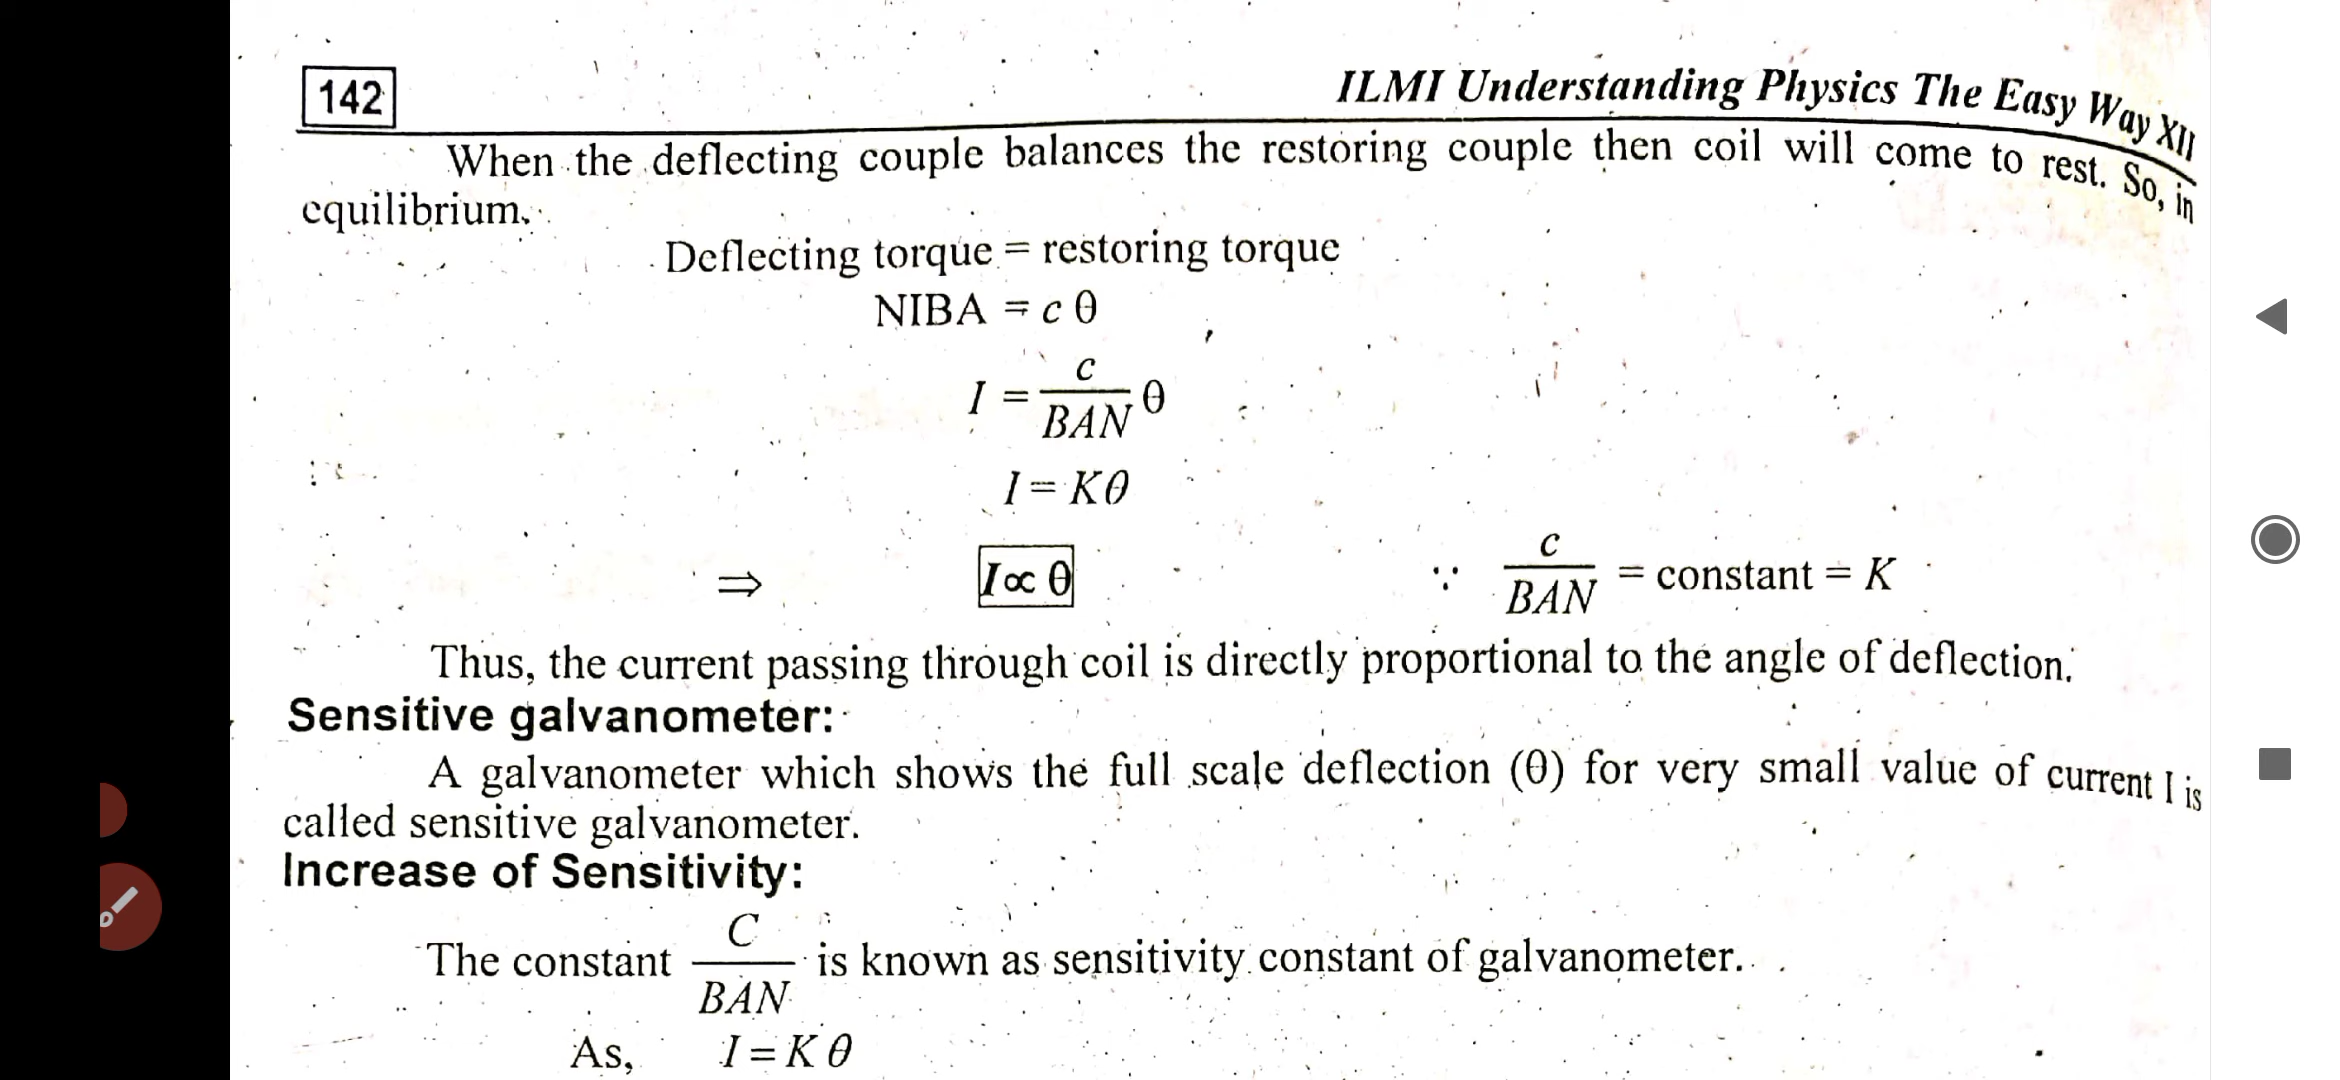 142
ILMI Understanding Physics The Easy Way XII
When the deflecting couple balances the restoring couple then coil will come to rest. So, in
equilibrium,
Deflecting torque = restoring torque
NIBA = c θ
I = c/BAN θ
I = Kθ
⇒ I ∝ θ ∵ c/BAN = constant = K
Thus, the current passing through coil is directly proportional to the angle of deflection.
Sensitive galvanometer:
A galvanometer which shows the full scale deflection (θ) for very small value of current I is
called sensitive galvanometer.
Increase of Sensitivity:
The constant C/BAN is known as sensitivity constant of galvanometer.
As, I = K θ